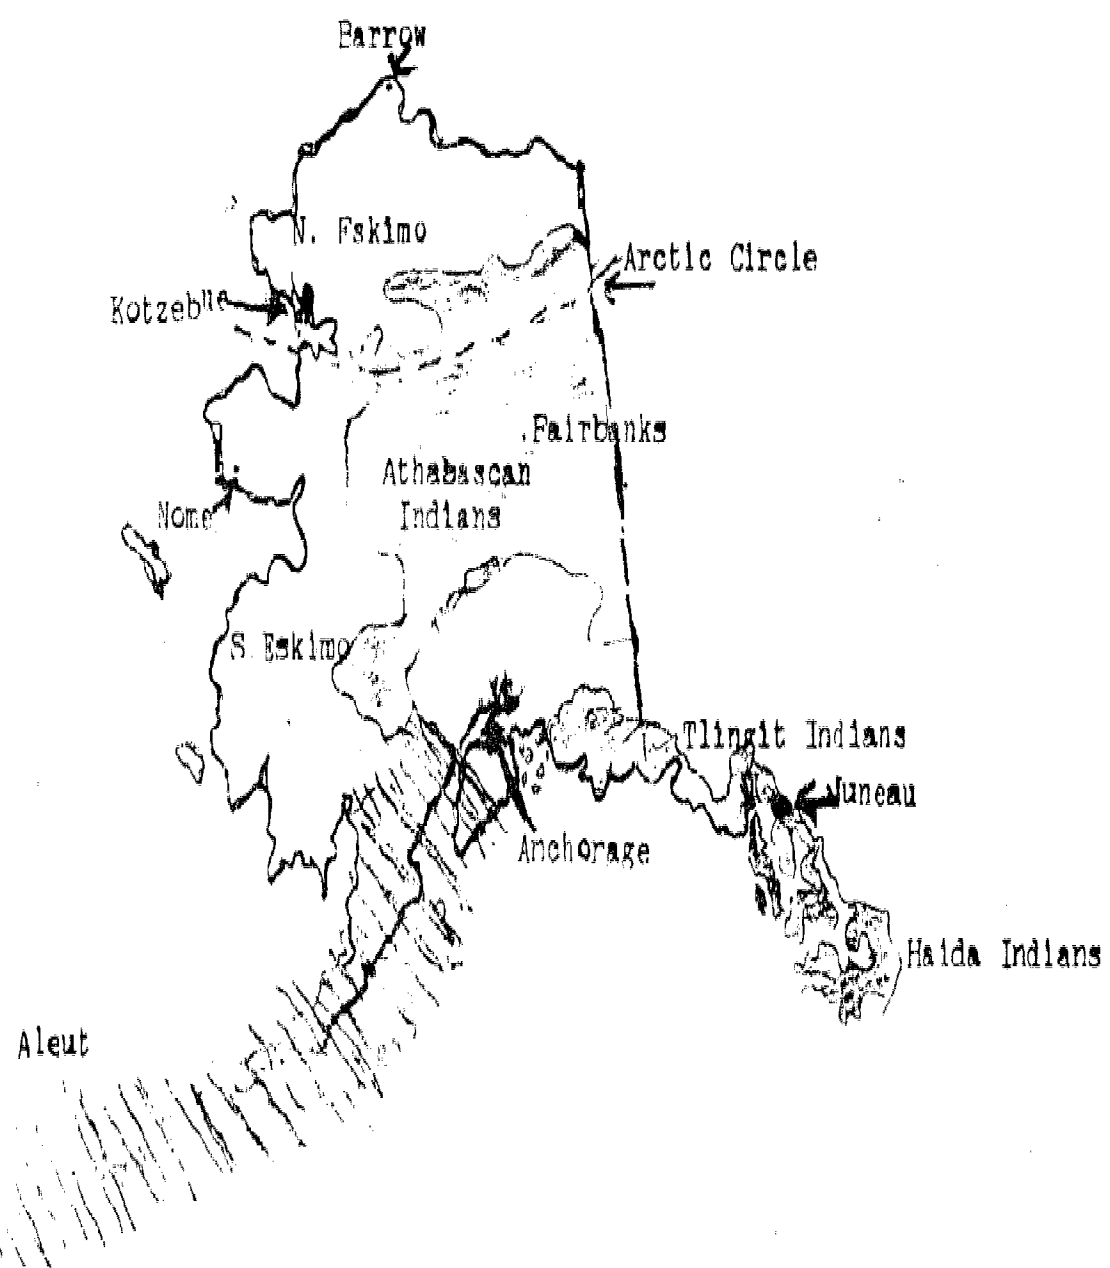 Barrow
N. Eskimo
Arctic Circle
Kotzebue
.Fairbanks
Athabascan
Indians
Nome
S. Eskimo
Tlingit Indians
Juneau
Anchorage
Haida Indians
Aleut